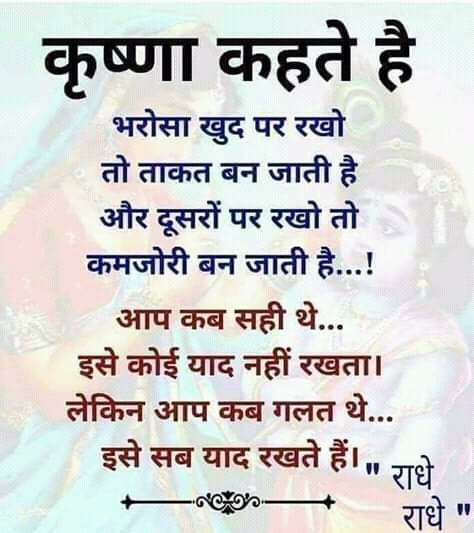 कृष्णा कहते है
भरोसा खुद पर रखो
तो ताकत बन जाती है
और दूसरों पर रखो तो
कमजोरी बन जाती है...!
आप कब सही थे...
इसे कोई याद नहीं रखता।
लेकिन आप कब गलत थे...
इसे सब याद रखते हैं।
" राधे
राधे "